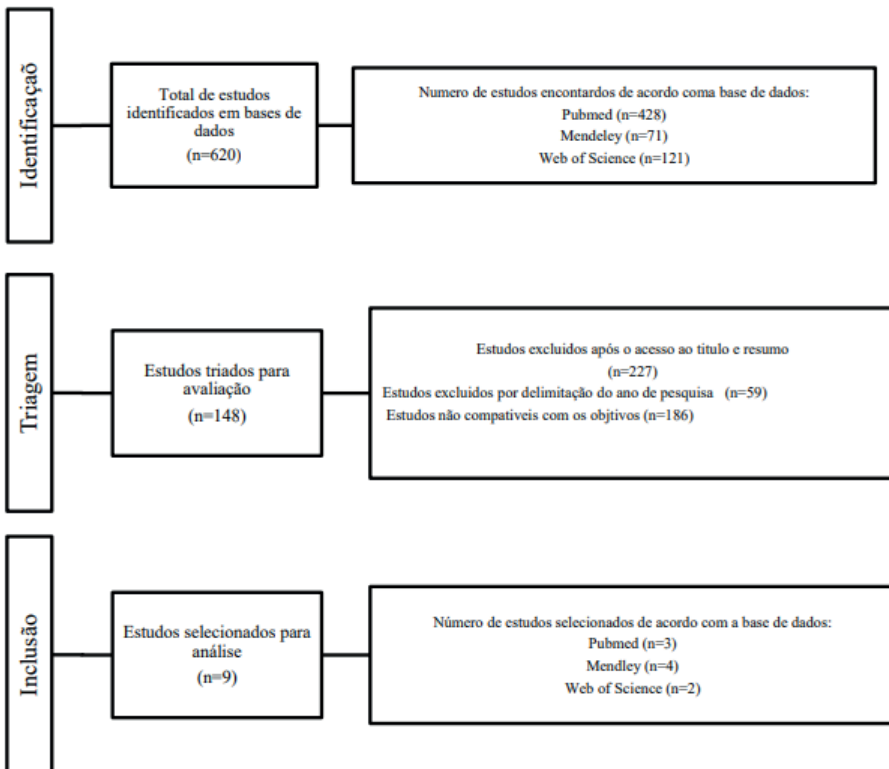 Identificaçaõ
Total de estudos
identificados em bases de
dados
(n=620)
Numero de estudos encontardos de acordo coma base de dados:
Pubmed (n=428)
Mendeley (n=71)
Web of Science (n=121)
Triagem
Estudos triados para
avaliação
(n=148)
Estudos excluidos após o acesso ao titulo e resumo
(n=227)
Estudos excluidos por delimitação do ano de pesquisa (n=59)
Estudos não compativeis com os objtivos (n=186)
Inclusão
Estudos selecionados para
análise
(n=9)
Número de estudos selecionados de acordo com a base de dados:
Pubmed (n=3)
Mendley (n=4)
Web of Science (n=2)